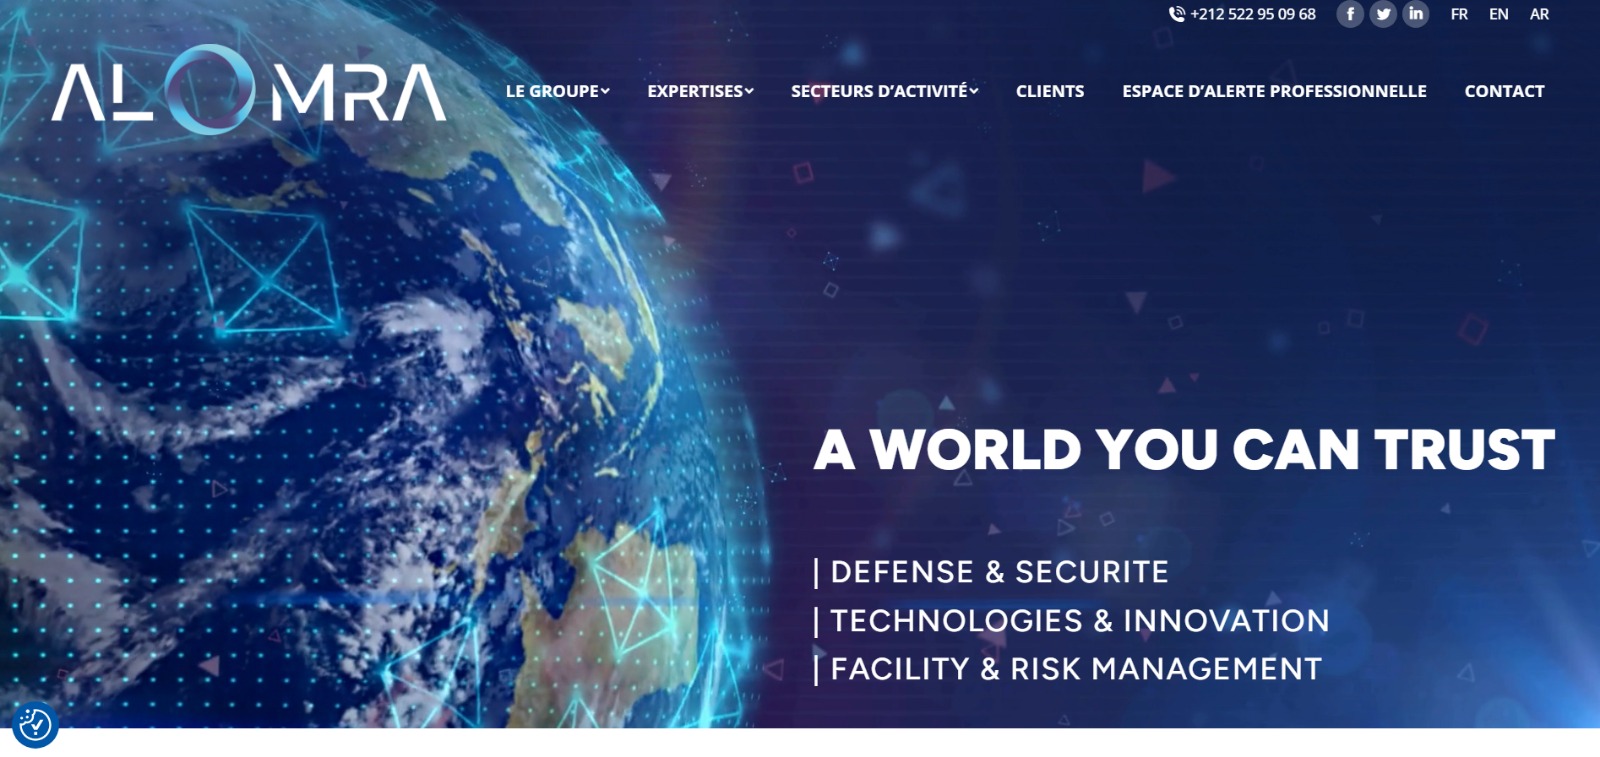 +212 522 95 09 68
FR EN AR
ALOMRA
LE GROUPE EXPERTISES SECTEURS D'ACTIVITÉ CLIENTS ESPACE D'ALERTE PROFESSIONNELLE CONTACT
A WORLD YOU CAN TRUST
| DEFENSE & SECURITE
| TECHNOLOGIES & INNOVATION
| FACILITY & RISK MANAGEMENT